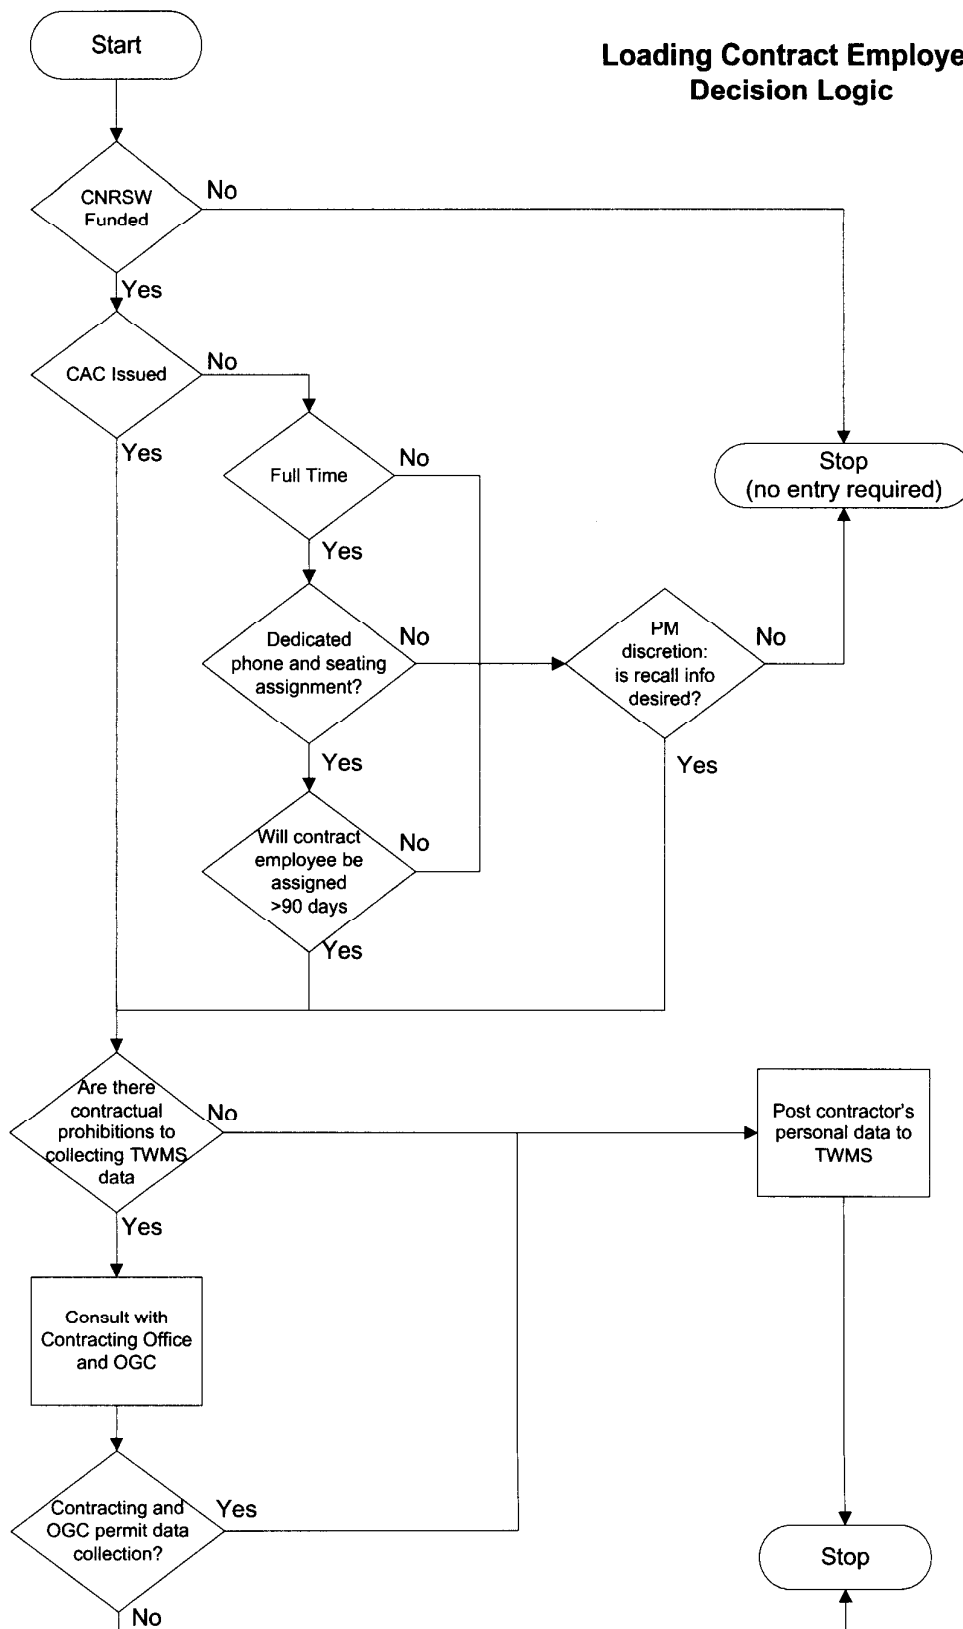 Start
Loading Contract Employe
Decision Logic
CNRSW
Funded
No
Yes
CAC Issued
No
Yes
Full Time
No
Yes
Stop
(no entry required)
Dedicated
phone and seating
assignment?
No
Yes
PM
discretion:
is recall info
desired?
No
Yes
Will contract
employee be
assigned
>90 days
No
Yes
Are there
contractual
prohibitions to
collecting TWMS
data
No
Yes
Post contractor's
personal data to
TWMS
Consult with
Contracting Office
and OGC
Contracting and
OGC permit data
collection?
Yes
No
Stop